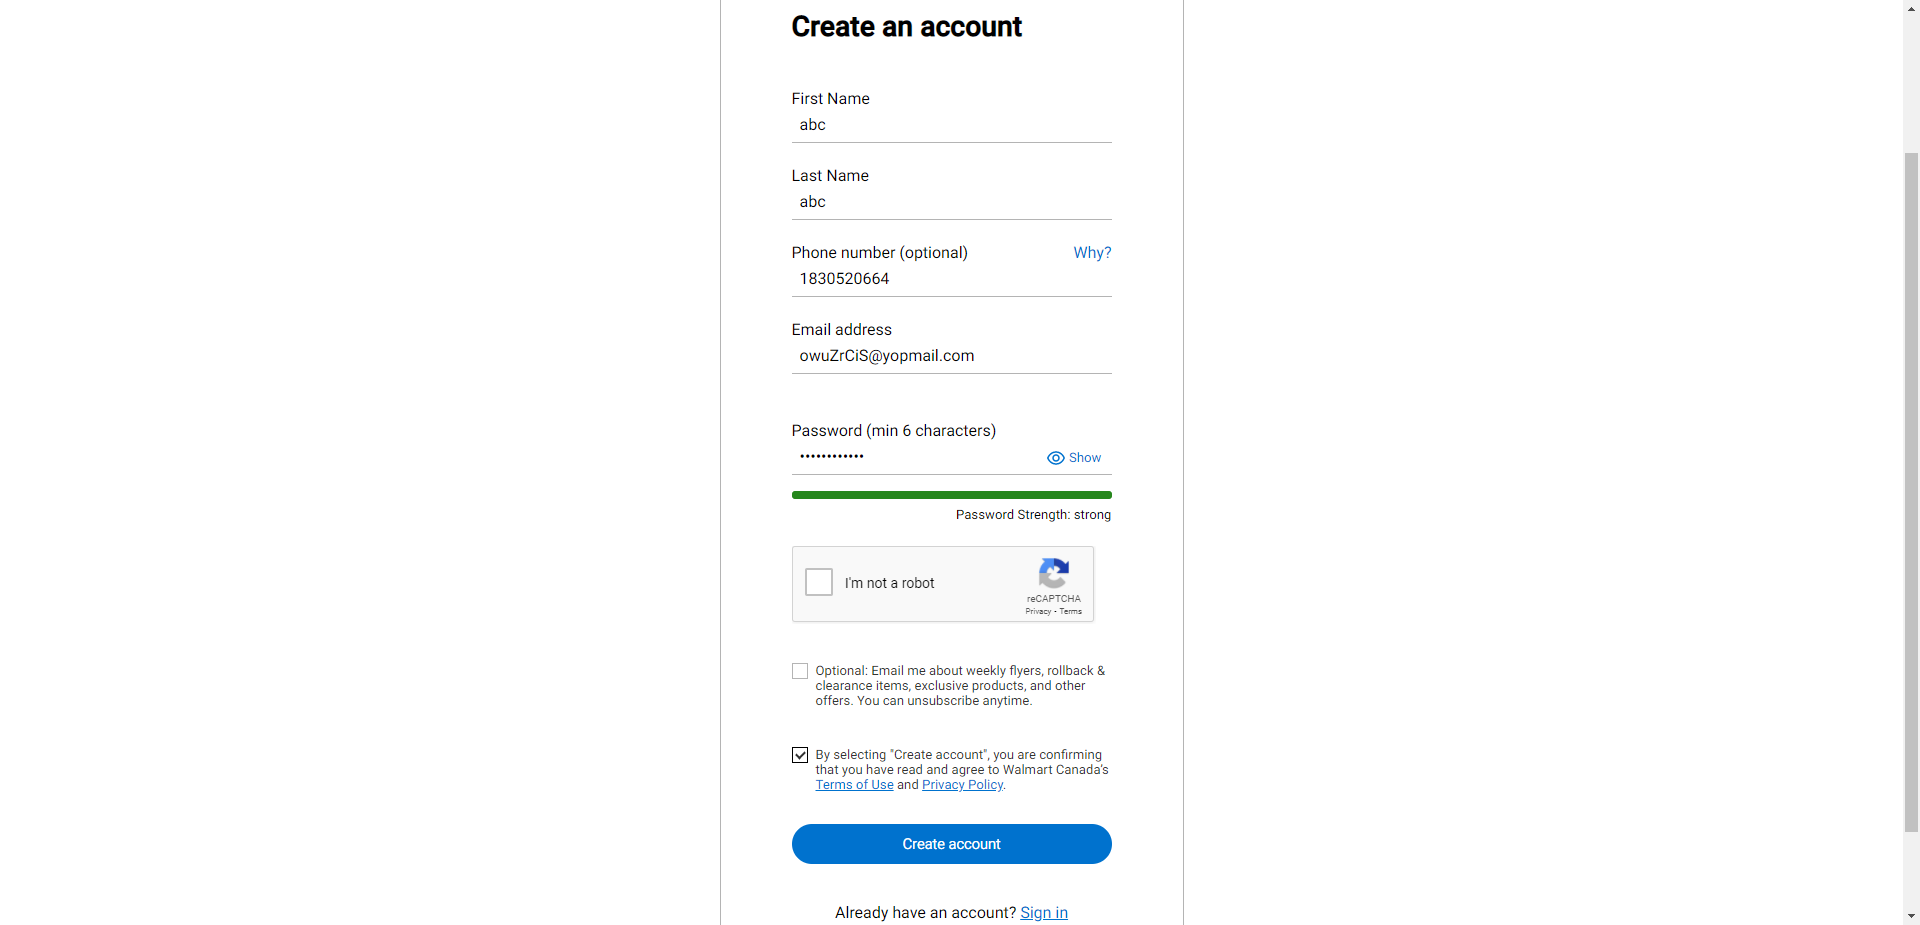 Create an account
First Name
abc
Last Name
abc
Phone number (optional) Why?
1830520664
Email address
owuZrCiS@yopmail.com
Password (min 6 characters)
•••••••••••• Show
Password Strength: strong
I'm not a robot
reCAPTCHA
Privacy - Terms
Optional: Email me about weekly flyers, rollback &
clearance items, exclusive products, and other
offers. You can unsubscribe anytime.
By selecting "Create account", you are confirming
that you have read and agree to Walmart Canada's
Terms of Use and Privacy Policy.
Create account
Already have an account? Sign in